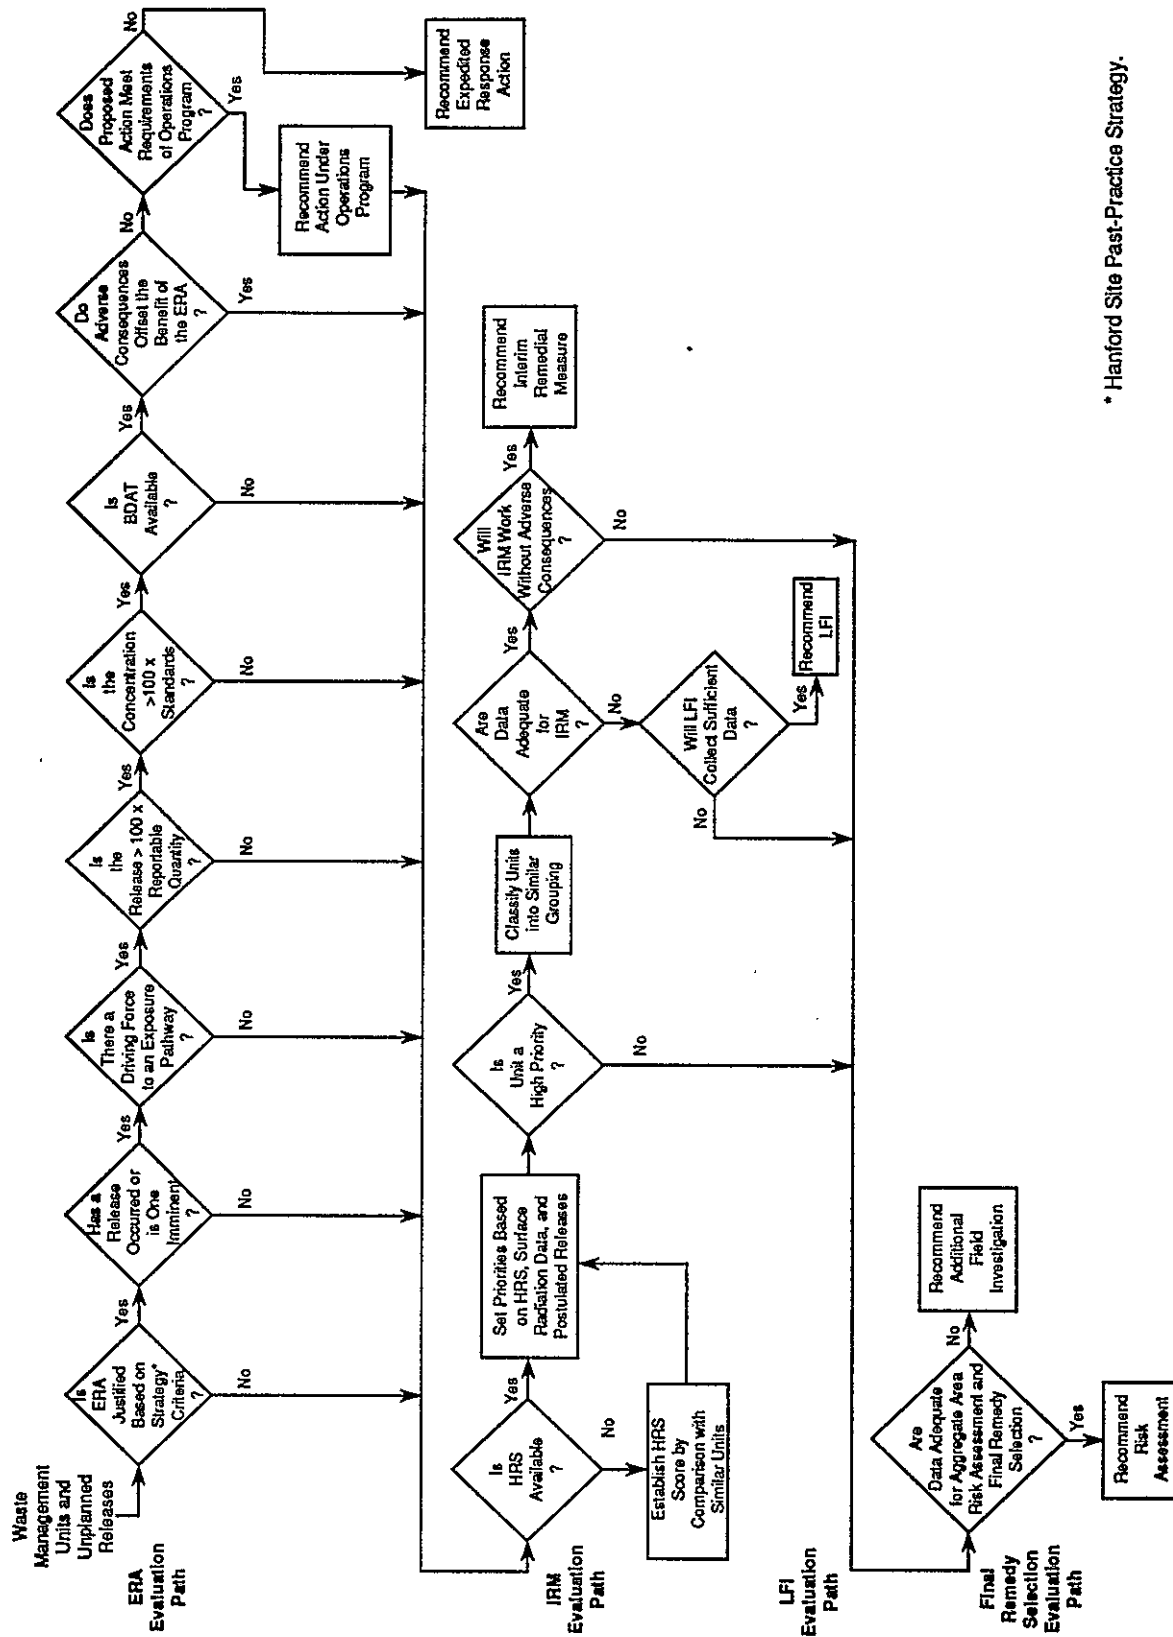 Waste
Management
Units and
Unplanned
Releases
ERA
Evaluation
Path
Is
ERA
Justified
Based on
Strategy*
Criteria
?
Yes
No
Has a
Release
Occurred or
is One
Imminent
?
Yes
No
Is
There a
Driving Force
to an Exposure
Pathway
?
Yes
No
Is
the
Release > 100 x
Reportable
Quantity
?
Yes
No
Is
the
Concentration
>100 x
Standards
?
Yes
No
Is
BDAT
Available
?
Yes
No
Do
Adverse
Consequences
Offset the
Benefit of
the ERA
?
No
Yes
Does
Proposed
Action Meet
Requirements
of Operations
Program
?
No
Yes
Recommend
Action Under
Operations
Program
Recommend
Expedited
Response
Action
IRM
Evaluation
Path
Is
HRS
Available
?
Yes
No
Establish HRS
Score by
Comparison with
Similar Units
Set Priorities Based
on HRS, Surface
Radiation Data, and
Postulated Releases
Is
Unit a
High Priority
?
Yes
No
Classify Units
into Similar
Grouping
Are
Data
Adequate
for
IRM
?
Yes
No
Will
IRM Work
Without Adverse
Consequences
?
Yes
No
Recommend
Interim
Remedial
Measure
LFI
Evaluation
Path
Will LFI
Collect Sufficient
Data
?
No
Yes
Recommend
LFI
Final
Remedy
Selection
Evaluation
Path
Are
Data Adequate
for Aggregate Area
Risk Assessment and
Final Remedy
Selection
?
No
Yes
Recommend
Additional
Field
Investigation
Recommend
Risk
Assessment
* Hanford Site Past-Practice Strategy.